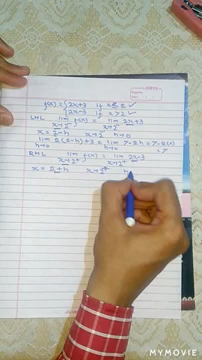 f(x) = { 2x+3 if x≤2 ✓
{ 2x-3 if x>2 ✓
LHL lim x→2⁻ f(x) = lim x→2⁻ 2x+3
x = 2-h x→2⁻ h→0
lim h→0 2(2-h)+3 = lim h→0 7-2h = 7-2(0)
= 7
RHL lim x→2⁺ f(x) = lim x→2⁺ 2x-3
x = 2+h x→2⁺ h
MYMOVIE